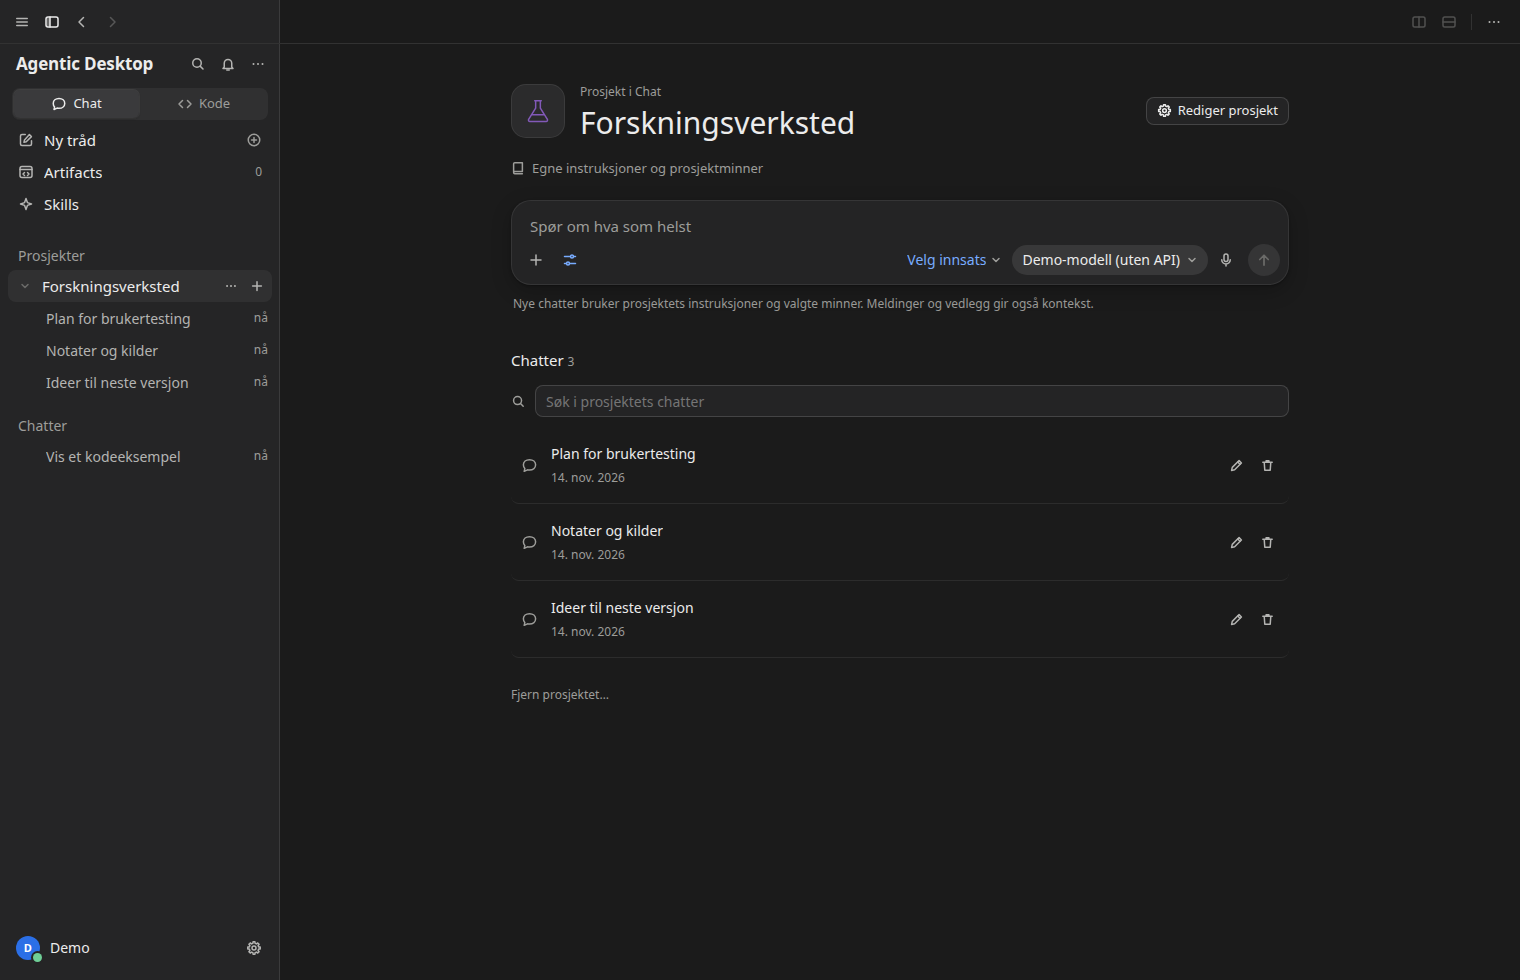 Agentic Desktop
Chat
Kode
Ny tråd
Artifacts 0
Skills
Prosjekter
Forskningsverksted
Plan for brukertesting nå
Notater og kilder nå
Ideer til neste versjon nå
Chatter
Vis et kodeeksempel nå
D Demo
Prosjekt i Chat
Forskningsverksted
Rediger prosjekt
Egne instruksjoner og prosjektminner
Spør om hva som helst
Velg innsats
Demo-modell (uten API)
Nye chatter bruker prosjektets instruksjoner og valgte minner. Meldinger og vedlegg gir også kontekst.
Chatter 3
Søk i prosjektets chatter
Plan for brukertesting
14. nov. 2026
Notater og kilder
14. nov. 2026
Ideer til neste versjon
14. nov. 2026
Fjern prosjektet...